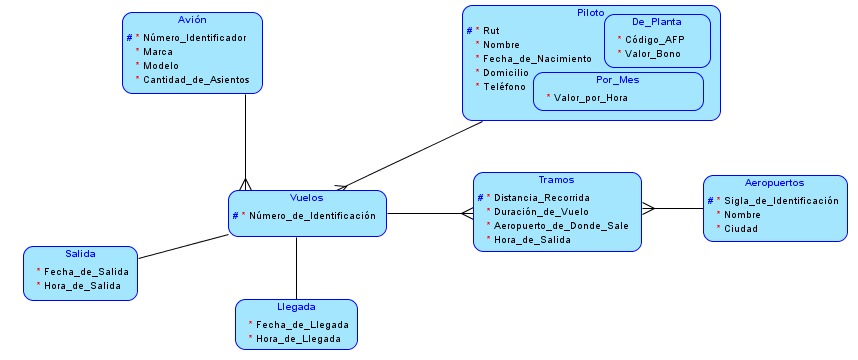 Avión
# * Número_Identificador
* Marca
* Modelo
* Cantidad_de_Asientos
Piloto
# * Rut
* Nombre
* Fecha_de_Nacimiento
* Domicilio
* Teléfono
De_Planta
* Código_AFP
* Valor_Bono
Por_Mes
* Valor_por_Hora
Vuelos
# * Número_de_Identificación
Tramos
# * Distancia_Recorrida
* Duración_de_Vuelo
* Aeropuerto_de_Donde_Sale
* Hora_de_Salida
Aeropuertos
# * Sigla_de_Identificación
* Nombre
* Ciudad
Salida
* Fecha_de_Salida
* Hora_de_Salida
Llegada
* Fecha_de_Llegada
* Hora_de_Llegada